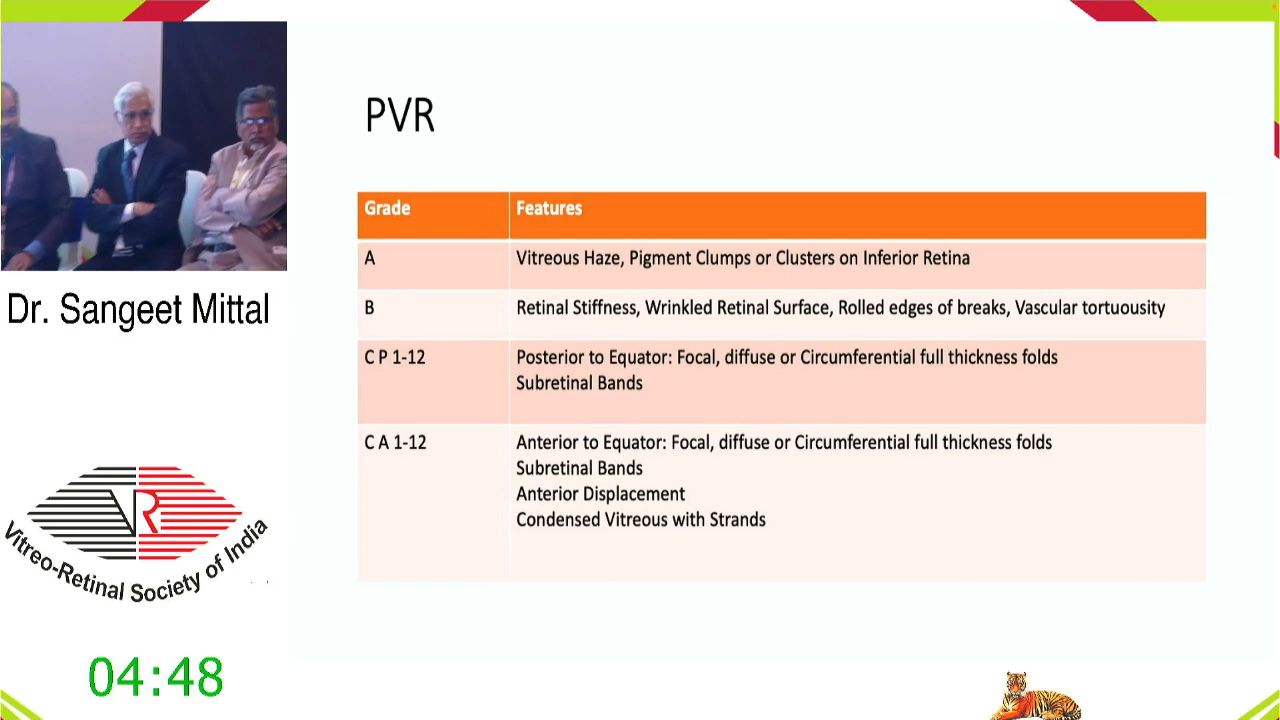 PVR
Grade Features
A Vitreous Haze, Pigment Clumps or Clusters on Inferior Retina
B Retinal Stiffness, Wrinkled Retinal Surface, Rolled edges of breaks, Vascular tortuousity
C P 1-12 Posterior to Equator: Focal, diffuse or Circumferential full thickness folds
Subretinal Bands
C A 1-12 Anterior to Equator: Focal, diffuse or Circumferential full thickness folds
Subretinal Bands
Anterior Displacement
Condensed Vitreous with Strands
Dr. Sangeet Mittal
VR
Vitreo-Retinal Society of India
04:48